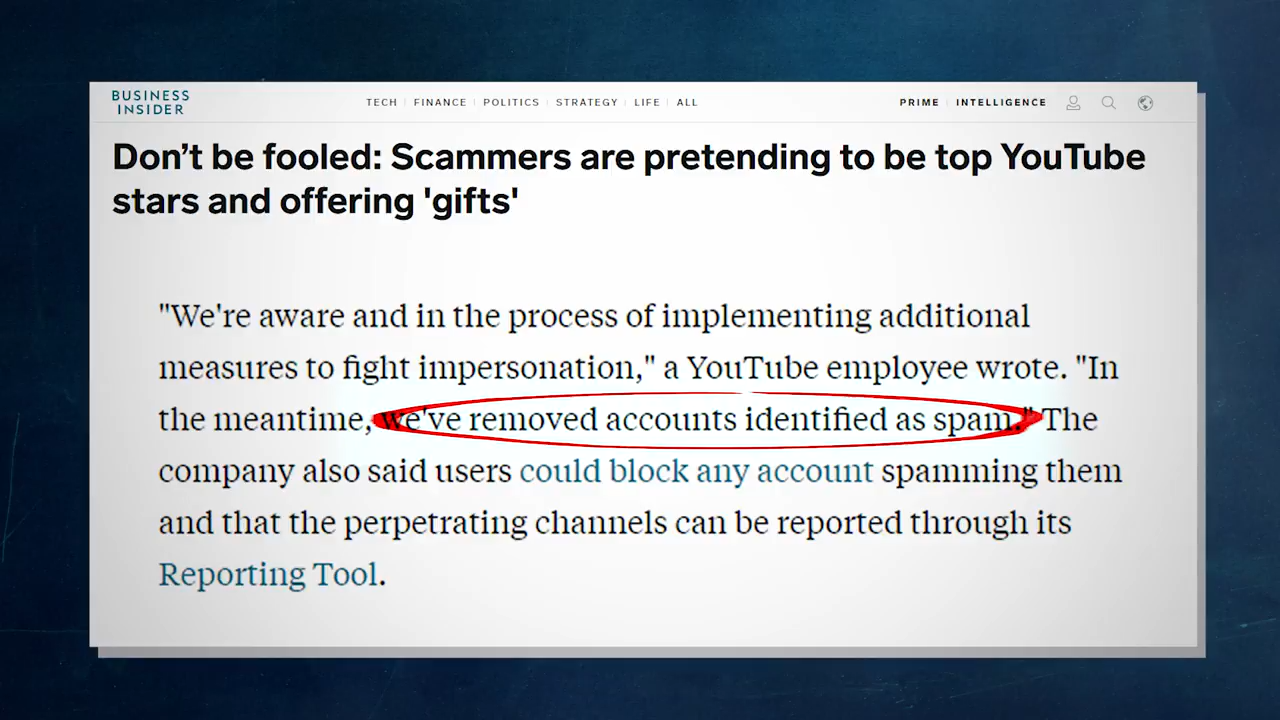 BUSINESS
INSIDER
TECH FINANCE POLITICS STRATEGY LIFE ALL
PRIME INTELLIGENCE
Don't be fooled: Scammers are pretending to be top YouTube
stars and offering 'gifts'
"We're aware and in the process of implementing additional
measures to fight impersonation," a YouTube employee wrote. "In
the meantime, we've removed accounts identified as spam." The
company also said users could block any account spamming them
and that the perpetrating channels can be reported through its
Reporting Tool.